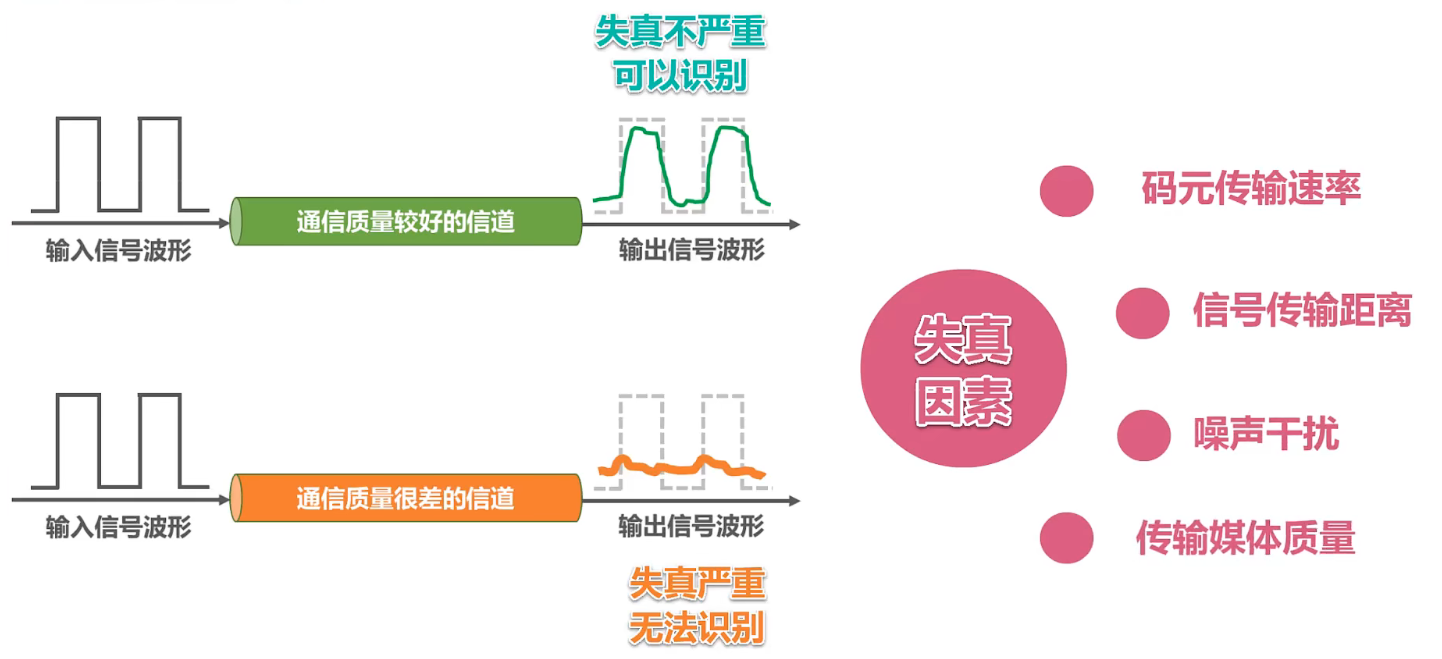 失真不严重
可以识别
通信质量较好的信道
输入信号波形
输出信号波形
通信质量很差的信道
输入信号波形
输出信号波形
失真严重
无法识别
失真
因素
码元传输速率
信号传输距离
噪声干扰
传输媒体质量